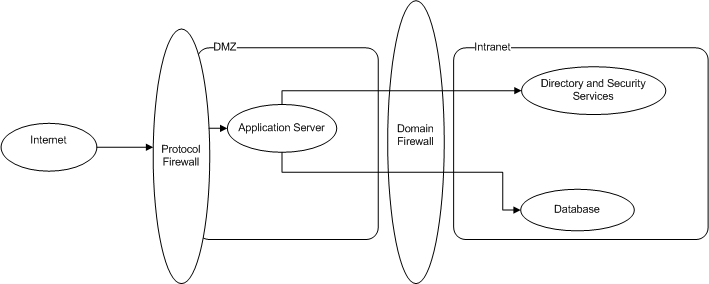 DMZ
Intranet
Directory and Security
Services
Application Server
Internet
Protocol
Firewall
Domain
Firewall
Database